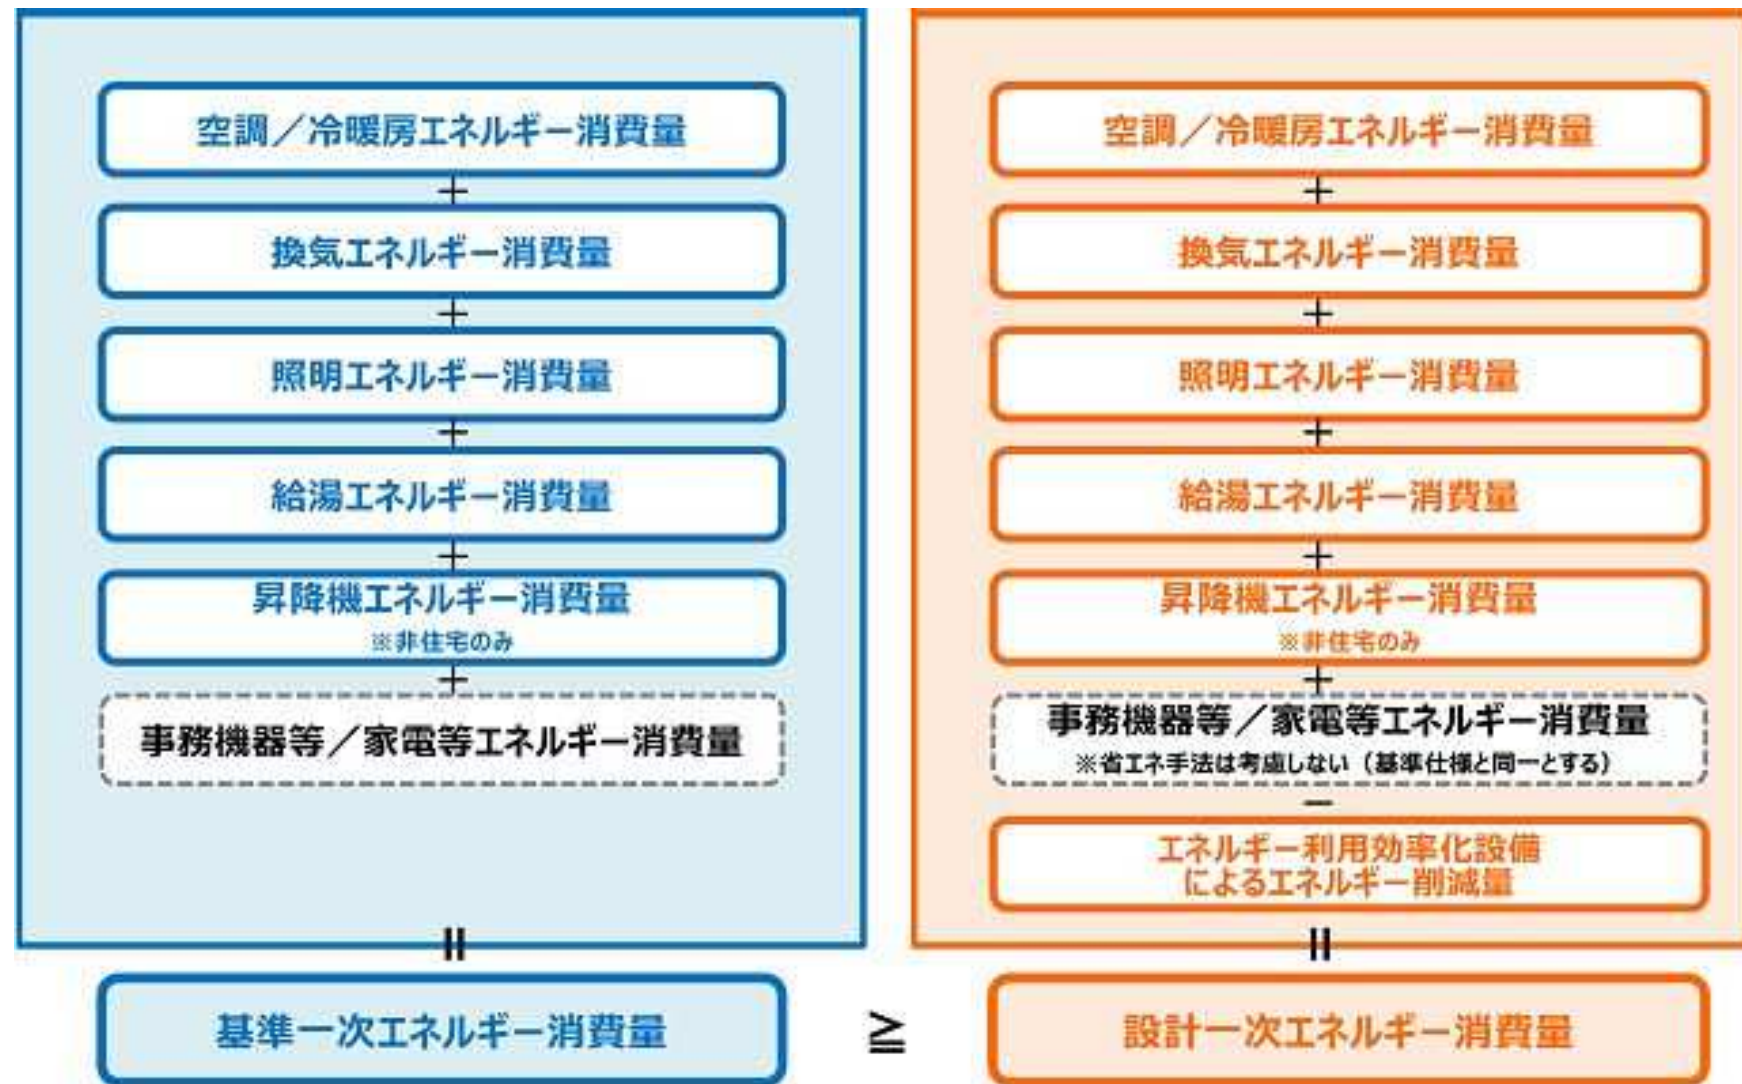 空調／冷暖房エネルギー消費量
+
換気エネルギー消費量
+
照明エネルギー消費量
+
給湯エネルギー消費量
+
昇降機エネルギー消費量
※非住宅のみ
+
事務機器等／家電等エネルギー消費量
=
基準一次エネルギー消費量
≧
空調／冷暖房エネルギー消費量
+
換気エネルギー消費量
+
照明エネルギー消費量
+
給湯エネルギー消費量
+
昇降機エネルギー消費量
※非住宅のみ
+
事務機器等／家電等エネルギー消費量
※省エネ手法は考慮しない（基準仕様と同一とする）
−
エネルギー利用効率化設備
によるエネルギー削減量
=
設計一次エネルギー消費量